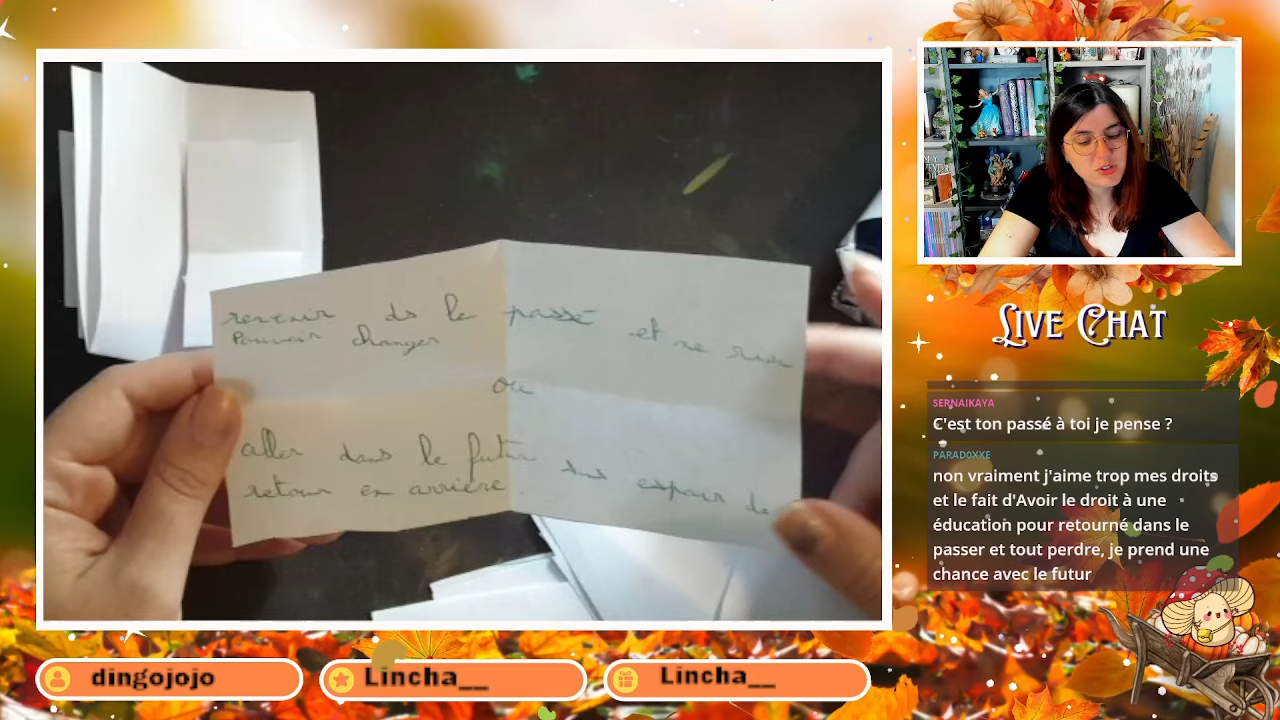 revenir ds le passé et ne rien
Pouvoir changer
ou
aller dans le futur sans espoir de
retour en arrière
LIVE CHAT
SERNAIKAYA
C'est ton passé à toi je pense ?
PARAD0XXE
non vraiment j'aime trop mes droits
et le fait d'Avoir le droit à une
éducation pour retourné dans le
passer et tout perdre, je prend une
chance avec le futur
dingojojo
Lincha__
Lincha__